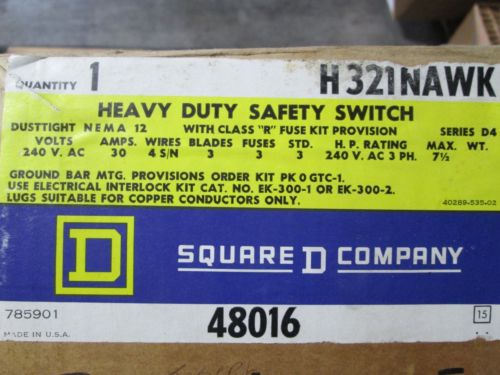 QUANTITY 1 H321NAWK
HEAVY DUTY SAFETY SWITCH
DUSTTIGHT NEMA 12 WITH CLASS "R" FUSE KIT PROVISION SERIES D4
VOLTS AMPS. WIRES BLADES FUSES STD. H.P. RATING MAX. WT.
240 V. AC 30 4 S/N 3 3 3 240 V. AC 3 PH. 7½
GROUND BAR MTG. PROVISIONS ORDER KIT PK 0 GTC-1.
USE ELECTRICAL INTERLOCK KIT CAT. NO. EK-300-1 OR EK-300-2.
LUGS SUITABLE FOR COPPER CONDUCTORS ONLY.
40289-535-02
D SQUARE D COMPANY
785901 48016 15
MADE IN U.S.A.